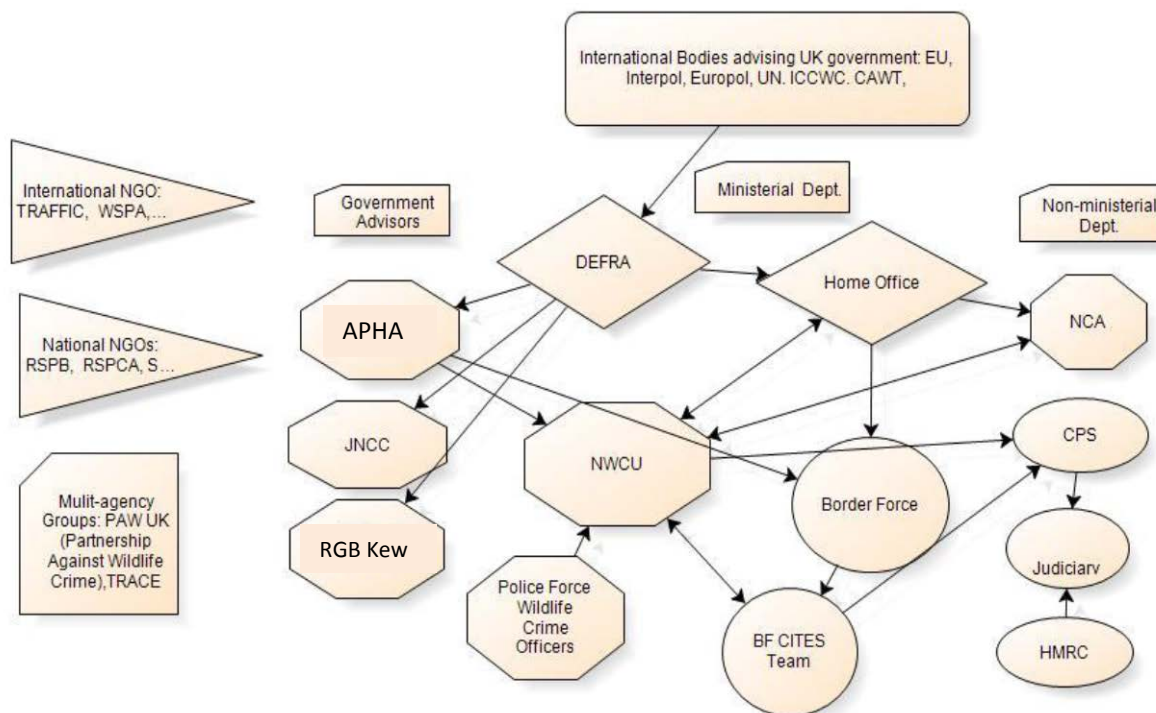 International Bodies advising UK government: EU,
Interpol, Europol, UN. ICCWC. CAWT,
International NGO:
TRAFFIC, WSPA,...
Government
Advisors
Ministerial Dept.
Non-ministerial
Dept.
DEFRA
Home Office
NCA
National NGOs:
RSPB, RSPCA, S...
APHA
JNCC
NWCU
CPS
Border Force
Mulit-agency
Groups: PAW UK
(Partnership
Against Wildlife
Crime),TRACE
RGB Kew
Judiciarv
Police Force
Wildlife
Crime
Officers
BF CITES
Team
HMRC